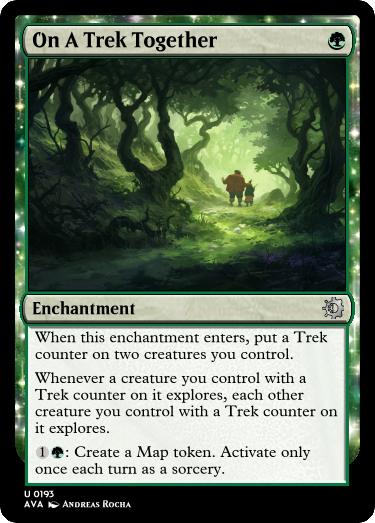 On A Trek Together
Enchantment
When this enchantment enters, put a Trek
counter on two creatures you control.
Whenever a creature you control with a
Trek counter on it explores, each other
creature you control with a Trek counter on
it explores.
1 : Create a Map token. Activate only
once each turn as a sorcery.
U 0193
AVA Andreas Rocha